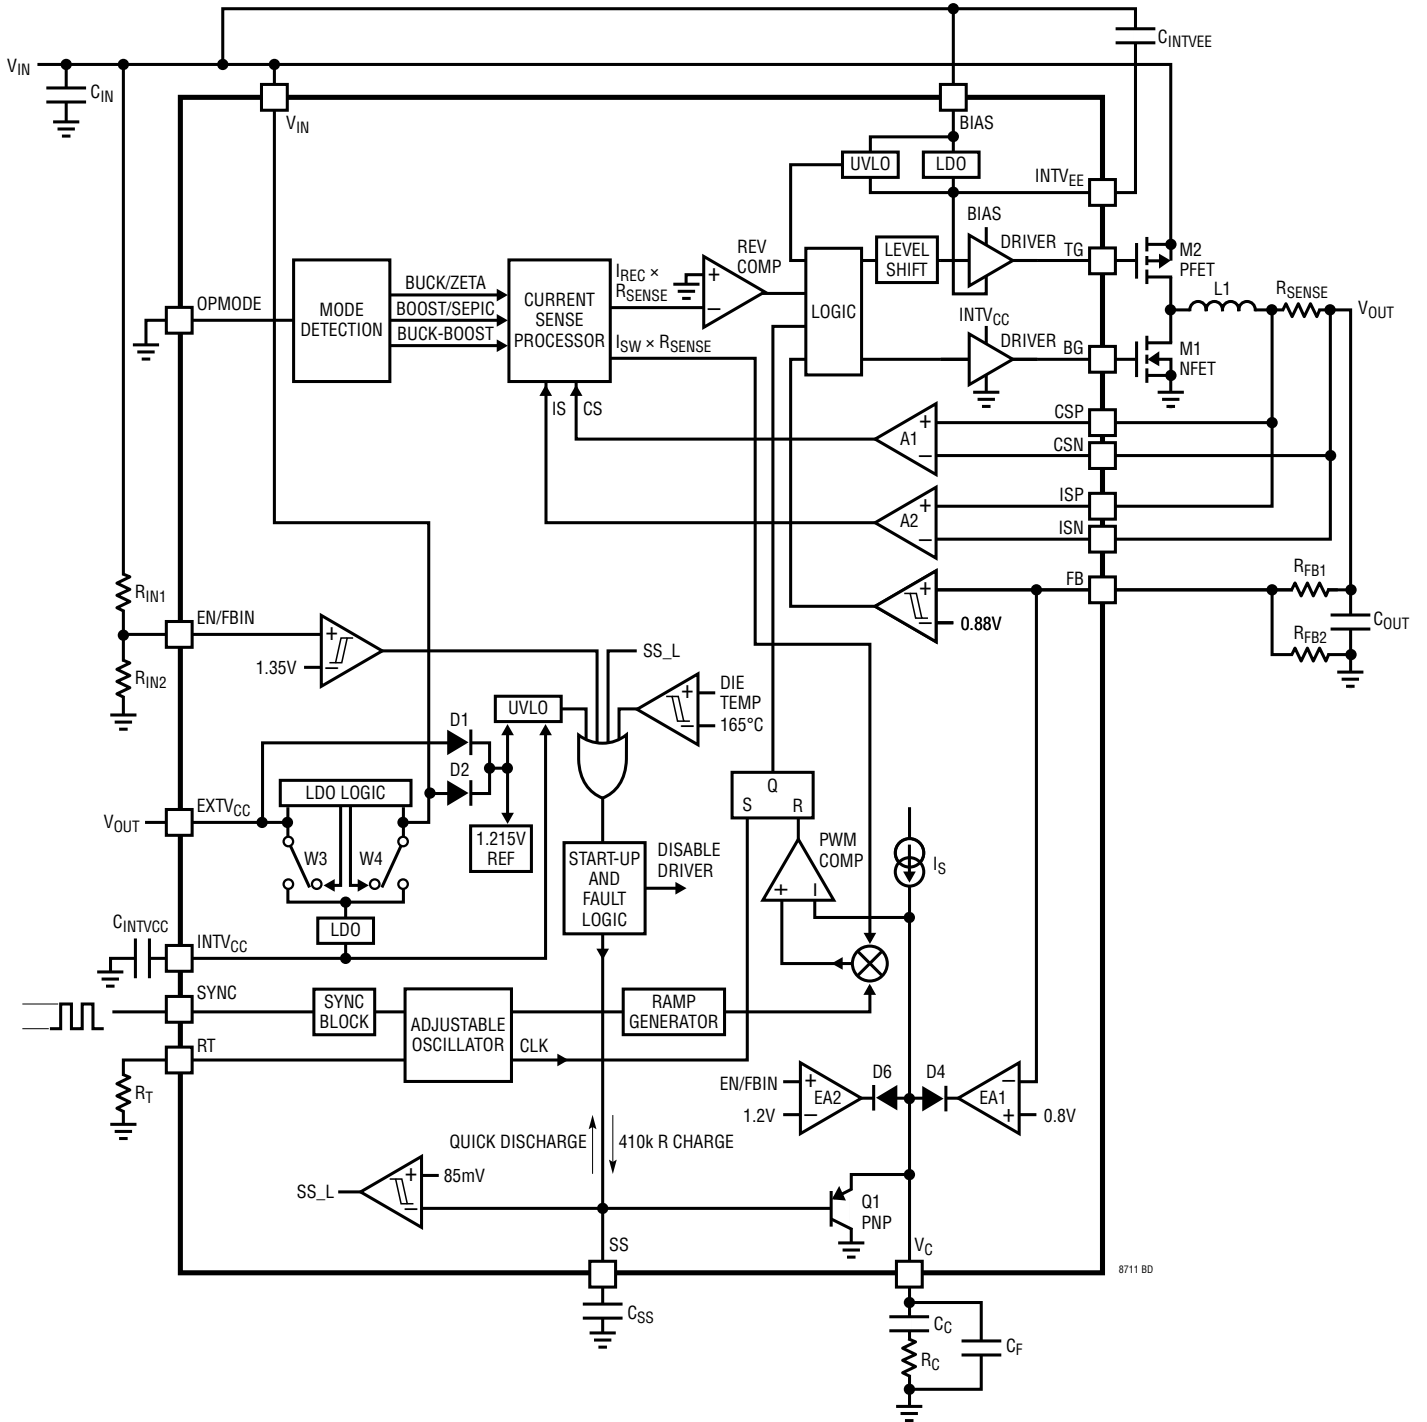 CINTVEE
VIN
CIN
VIN
BIAS
UVLO
LDO
INTVEE
BIAS
DRIVER
TG
M2
PFET
REV
COMP
LEVEL
SHIFT
L1
RSENSE
VOUT
OPMODE
MODE
DETECTION
BUCK/ZETA
BOOST/SEPIC
BUCK-BOOST
CURRENT
SENSE
PROCESSOR
IREC ×
RSENSE
ISW × RSENSE
+
–
LOGIC
INTVCC
DRIVER
BG
M1
NFET
IS
CS
A1
+
–
CSP
CSN
A2
+
–
ISP
ISN
FB
RFB1
+
–
0.88V
COUT
RFB2
RIN1
EN/FBIN
+
–
1.35V
RIN2
SS_L
DIE
TEMP
+
–
165°C
UVLO
D1
D2
LDO LOGIC
EXTVCC
VOUT
W3
W4
1.215V
REF
START-UP
AND
FAULT
LOGIC
DISABLE
DRIVER
Q
S
R
PWM
COMP
+
–
IS
CINTVCC
INTVCC
LDO
SYNC
SYNC
BLOCK
ADJUSTABLE
OSCILLATOR
RAMP
GENERATOR
RT
CLK
RT
EN/FBIN
1.2V
+
–
EA2
D6
D4
EA1
–
+
0.8V
QUICK DISCHARGE
410k R CHARGE
SS_L
+
–
85mV
Q1
PNP
SS
VC
8711 BD
CSS
CC
RC
CF